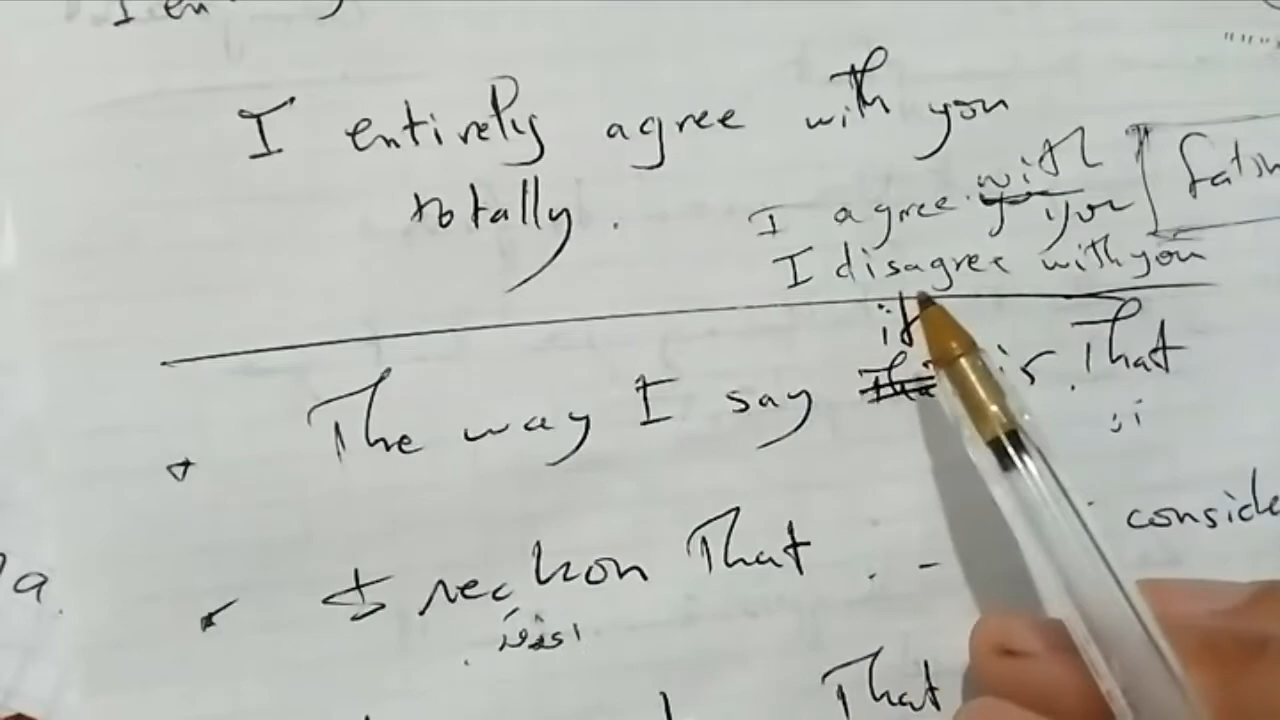 I entirely agree with you
totally.
I agree with you
I disagree with you
it
The way I say is That
I reckon That . -
اعتقد
That